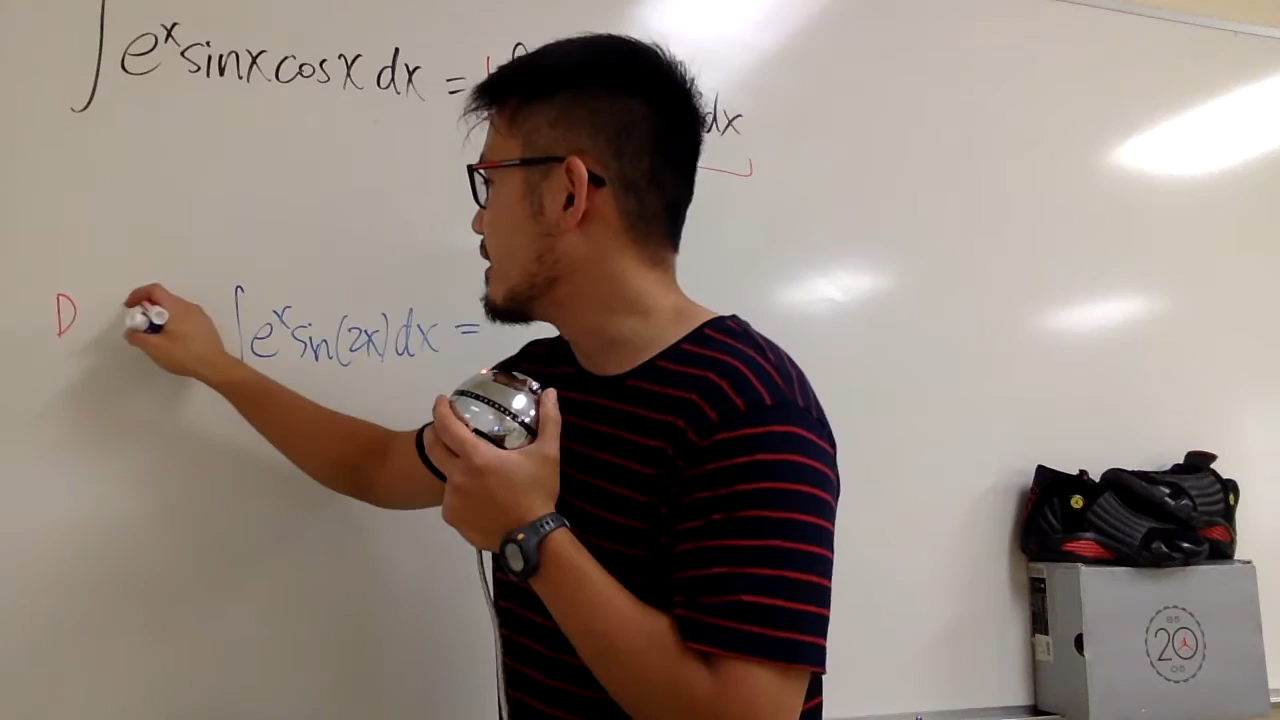 ∫ e^x sinx cosx dx =
dx
D
∫ e^x sin(2x) dx =
20